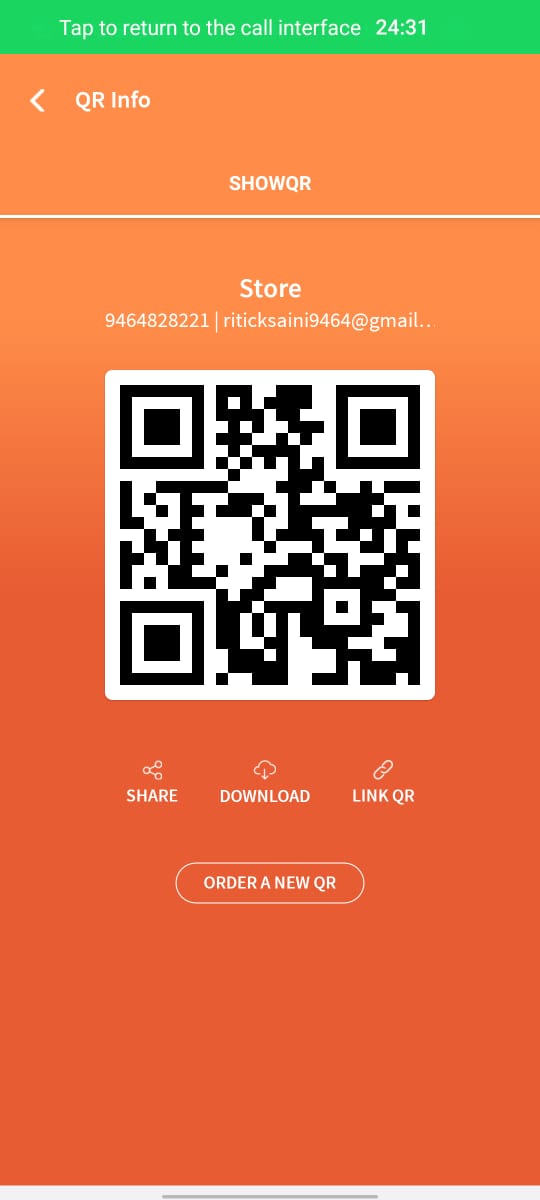 Tap to return to the call interface 24:31
QR Info
SHOWQR
Store
9464828221 | riticksaini9464@gmail..
SHARE
DOWNLOAD
LINK QR
ORDER A NEW QR